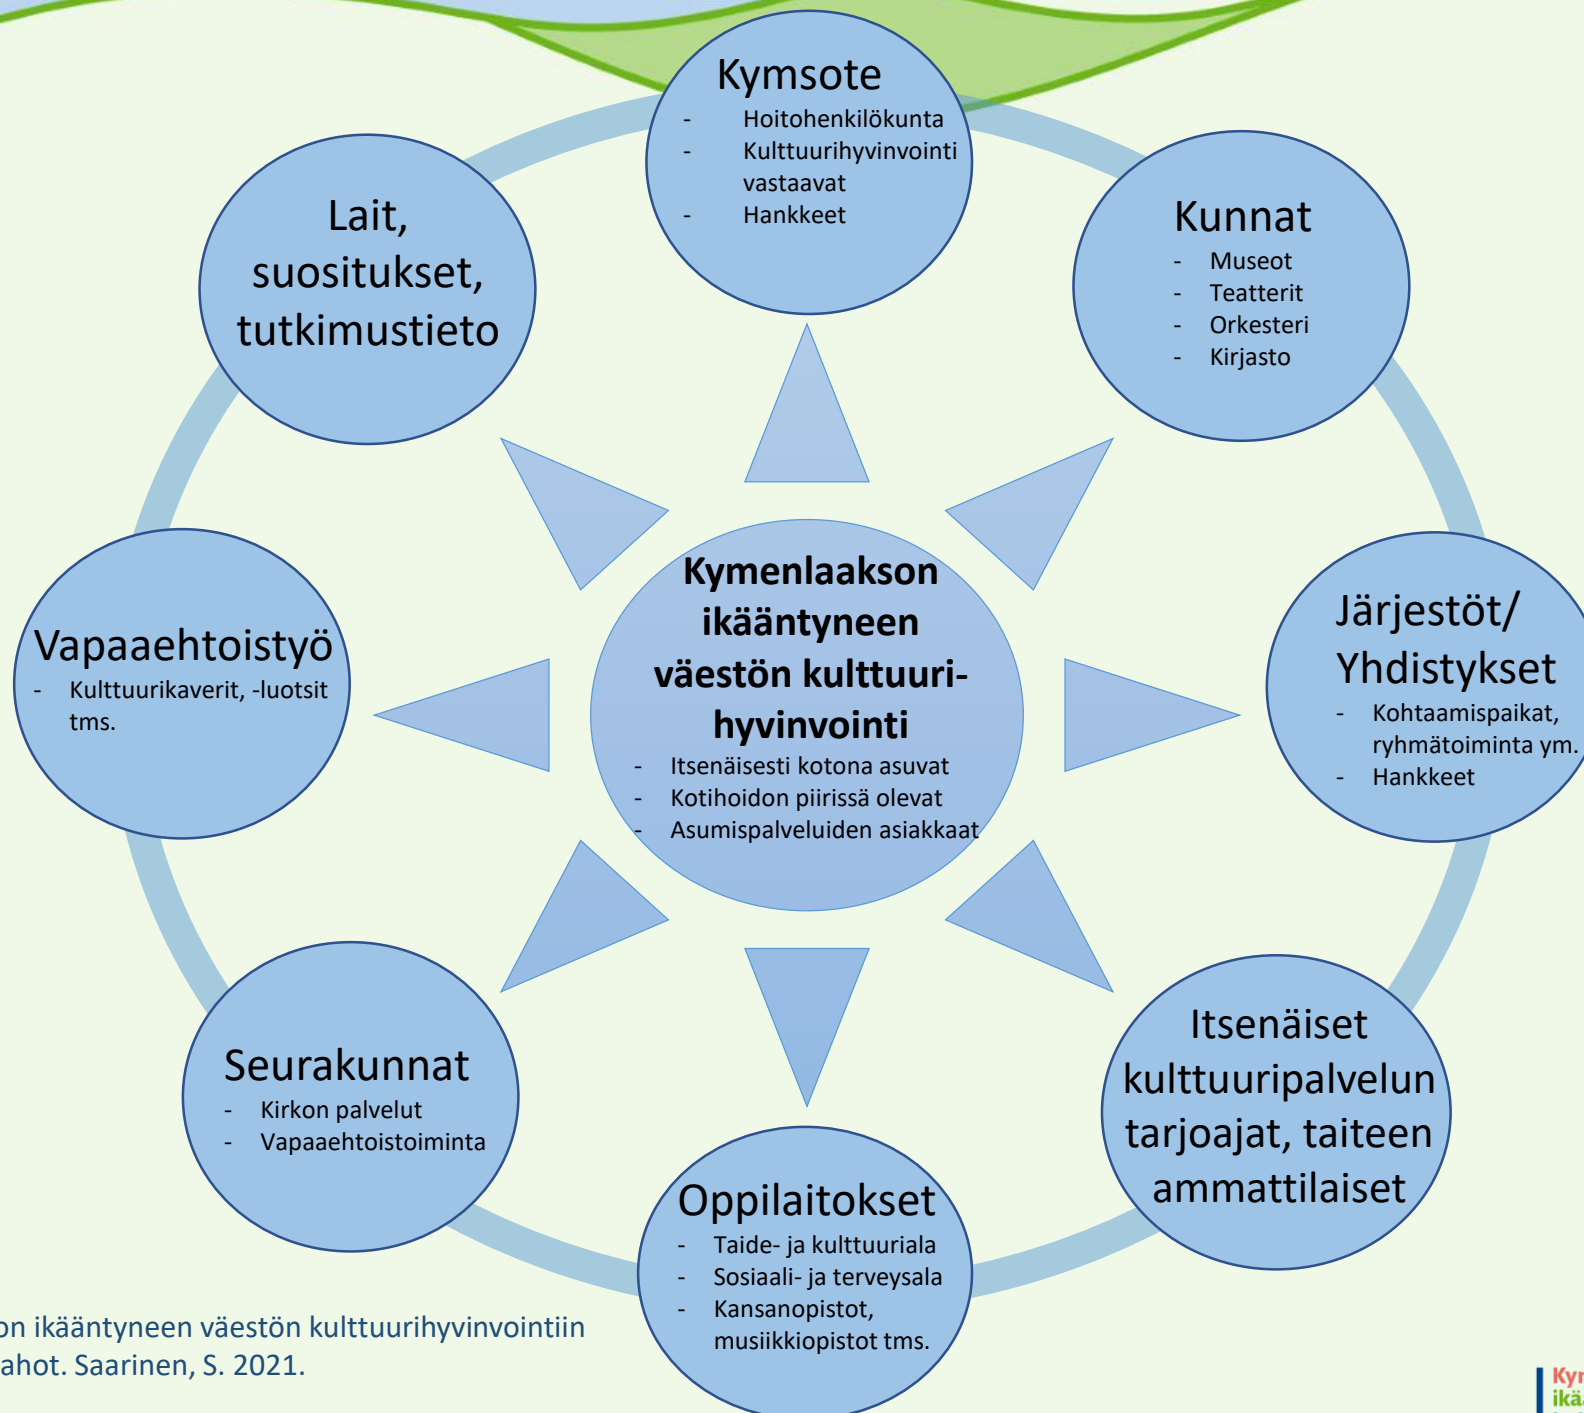 Kymsote
- Hoitohenkilökunta
- Kulttuurihyvinvointi
vastaavat
- Hankkeet
Kunnat
- Museot
- Teatterit
- Orkesteri
- Kirjasto
Järjestöt/
Yhdistykset
- Kohtaamispaikat,
ryhmätoiminta ym.
- Hankkeet
Itsenäiset
kulttuuripalvelun
tarjoajat, taiteen
ammattilaiset
Oppilaitokset
- Taide- ja kulttuuriala
- Sosiaali- ja terveysala
- Kansanopistot,
musiikkiopistot tms.
Seurakunnat
- Kirkon palvelut
- Vapaaehtoistoiminta
Vapaaehtoistyö
- Kulttuurikaverit, -luotsit
tms.
Lait,
suositukset,
tutkimustieto
Kymenlaakson
ikääntyneen
väestön kulttuuri-
hyvinvointi
- Itsenäisesti kotona asuvat
- Kotihoidon piirissä olevat
- Asumispalveluiden asiakkaat
on ikääntyneen väestön kulttuurihyvinvointiin
ahot. Saarinen, S. 2021.